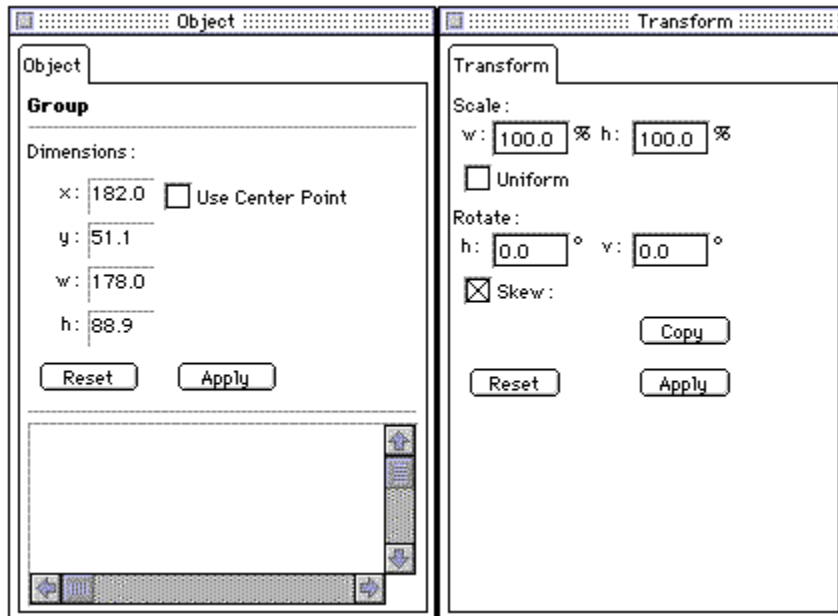 Object
Object
Group
Dimensions:
x: 182.0 Use Center Point
y: 51.1
w: 178.0
h: 88.9
Reset Apply
Transform
Transform
Scale:
w: 100.0 % h: 100.0 %
Uniform
Rotate:
h: 0.0 ° v: 0.0 °
Skew:
Copy
Reset Apply